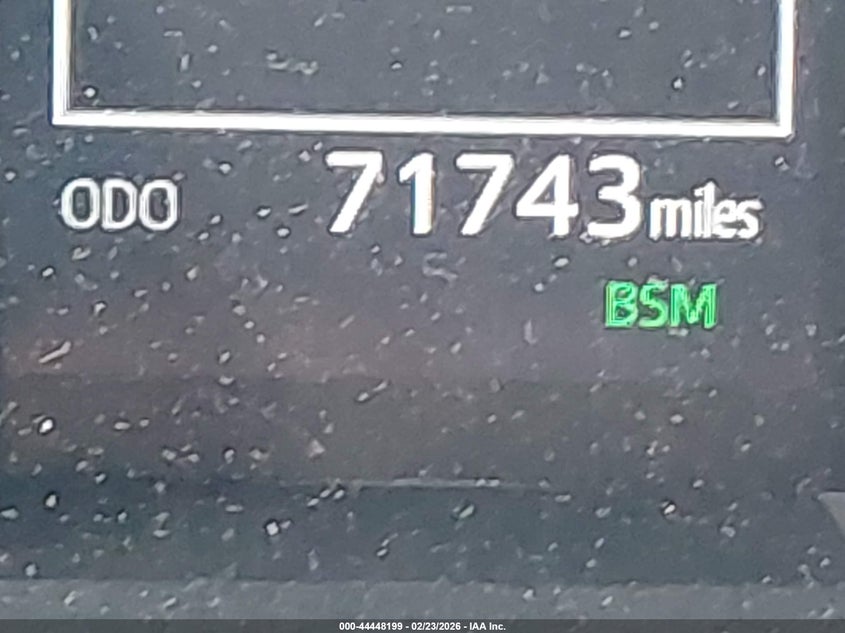 ODO 71743 miles
BSM
000-44448199 - 02/23/2026 - IAA Inc.